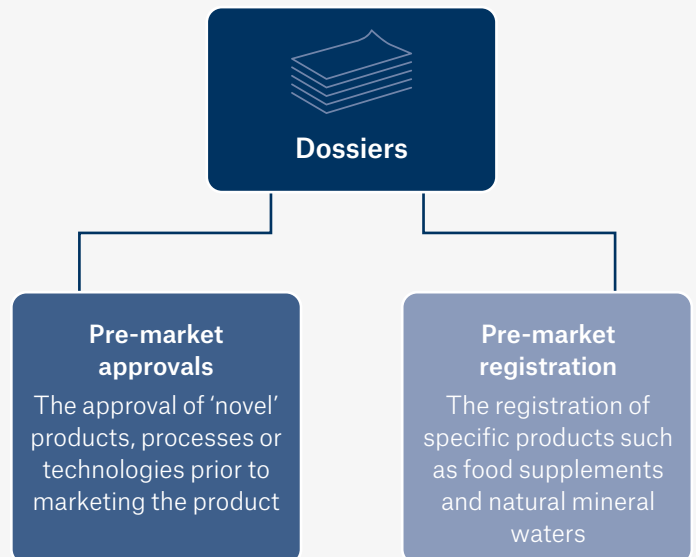 Dossiers
Pre-market
approvals
The approval of ‘novel’
products, processes or
technologies prior to
marketing the product
Pre-market
registration
The registration of
specific products such
as food supplements
and natural mineral
waters